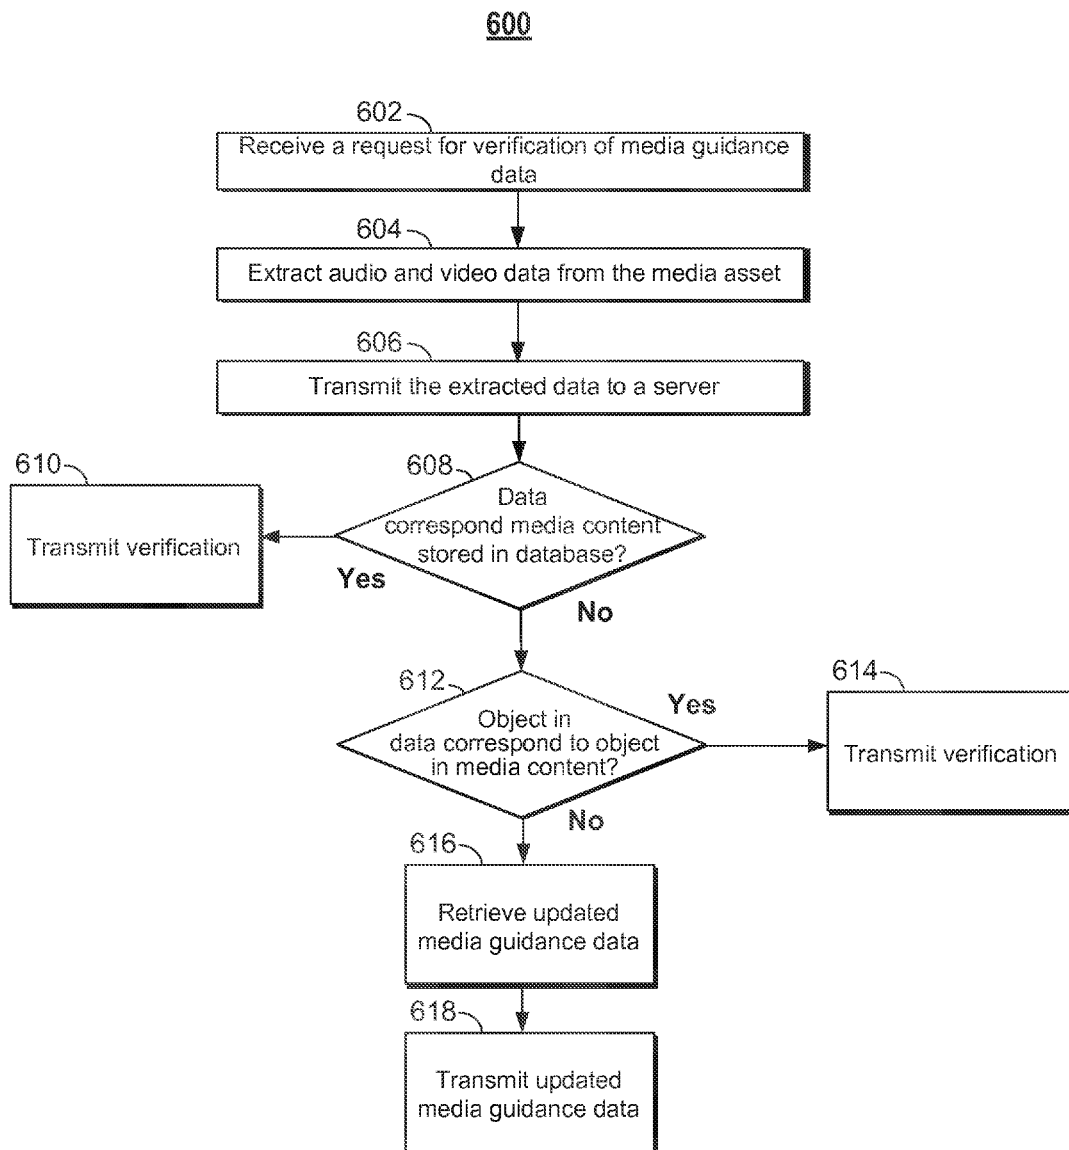 600
602
Receive a request for verification of media guidance
data
604
Extract audio and video data from the media asset
606
Transmit the extracted data to a server
608
Data
correspond media content
stored in database?
610
Transmit verification
Yes
No
612
Object in
data correspond to object
in media content?
Yes
614
Transmit verification
No
616
Retrieve updated
media guidance data
618
Transmit updated
media guidance data